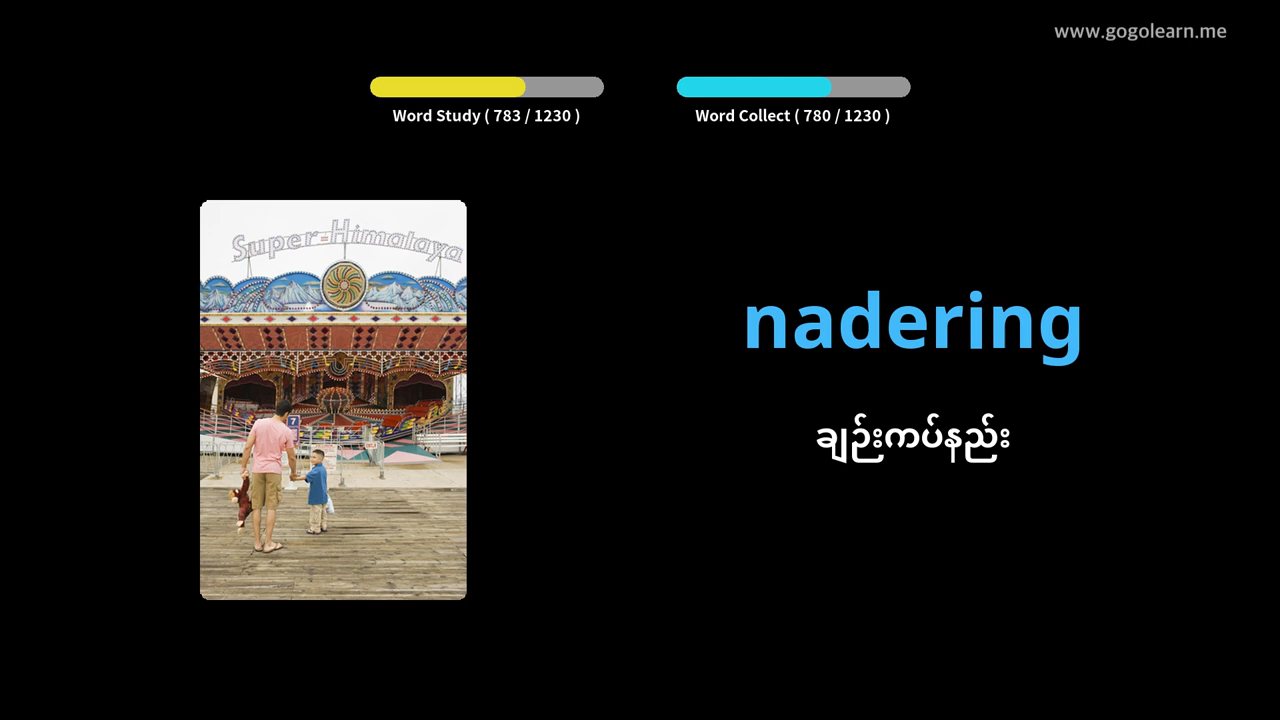 www.gogolearn.me
Word Study ( 783 / 1230 )
Word Collect ( 780 / 1230 )
Super-Himalaya
7
nadering
ချဉ်းကပ်နည်း